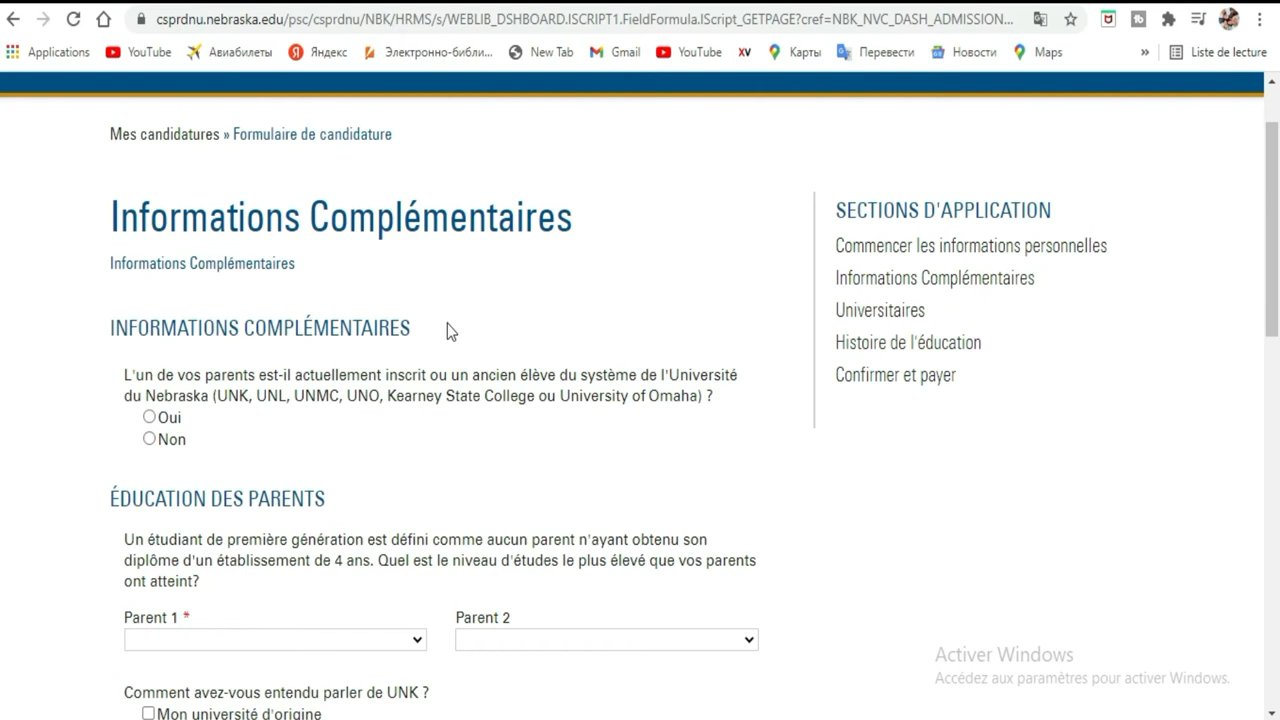 csprdnu.nebraska.edu/psc/csprdnu/NBK/HRMS/s/WEBLIB_DSHBOARD.ISCRIPT1.FieldFormula.IScript_GETPAGE?cref=NBK_NVC_DASH_ADMISSION...
Applications YouTube Авиабилеты Яндекс Электронно-библи... New Tab Gmail YouTube XV Карты Перевести Новости Maps » Liste de lecture
Mes candidatures » Formulaire de candidature
Informations Complémentaires
Informations Complémentaires
INFORMATIONS COMPLÉMENTAIRES
L'un de vos parents est-il actuellement inscrit ou un ancien élève du système de l'Université
du Nebraska (UNK, UNL, UNMC, UNO, Kearney State College ou University of Omaha) ?
Oui
Non
ÉDUCATION DES PARENTS
Un étudiant de première génération est défini comme aucun parent n'ayant obtenu son
diplôme d'un établissement de 4 ans. Quel est le niveau d'études le plus élevé que vos parents
ont atteint?
Parent 1 * Parent 2
Comment avez-vous entendu parler de UNK ?
Mon université d'origine
SECTIONS D'APPLICATION
Commencer les informations personnelles
Informations Complémentaires
Universitaires
Histoire de l'éducation
Confirmer et payer
Activer Windows
Accédez aux paramètres pour activer Windows.